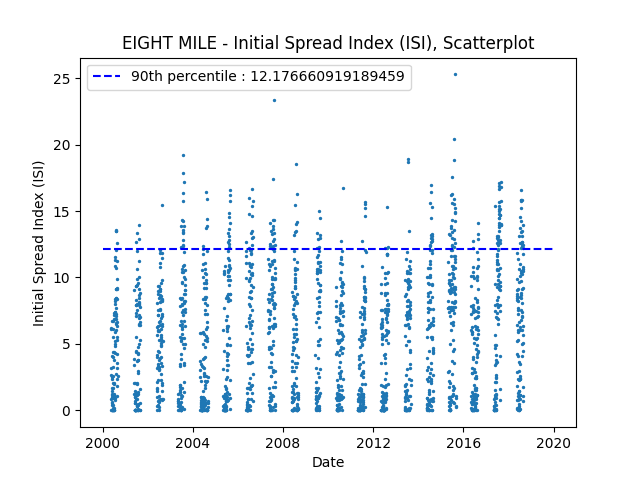 EIGHT MILE - Initial Spread Index (ISI), Scatterplot
90th percentile : 12.176660919189459
25
20
15
10
5
0
Initial Spread Index (ISI)
2000 2004 2008 2012 2016 2020
Date